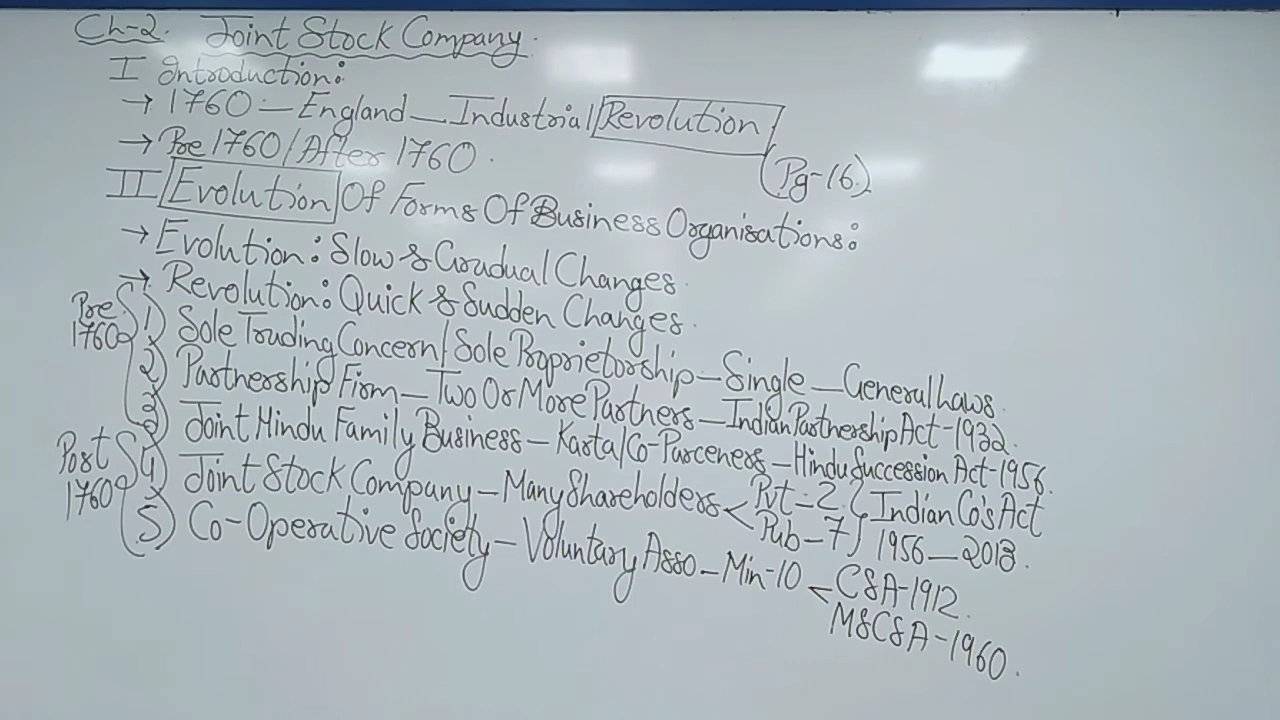 Ch-2. Joint Stock Company.
I Introduction:
→ 1760 — England — Industrial Revolution
→ Pre 1760/After 1760.
(Pg-16.)
II Evolution Of Forms Of Business Organisations:
→ Evolution: Slow & Gradual Changes.
→ Revolution: Quick & Sudden Changes.
Pre 1760
1) Sole Trading Concern/Sole Proprietorship — Single — General Laws.
2) Partnership Firm — Two Or More Partners — Indian Partnership Act-1932.
3) Joint Hindu Family Business — Karta/Co-Parceners — Hindu Succession Act-1956.
Post 1760
4) Joint Stock Company — Many Shareholders < Pvt-2 Pub-7 } Indian Co's Act 1956 — 2013.
5) Co-Operative Society — Voluntary Asso — Min-10 < CSA-1912.
MSCSA-1960.